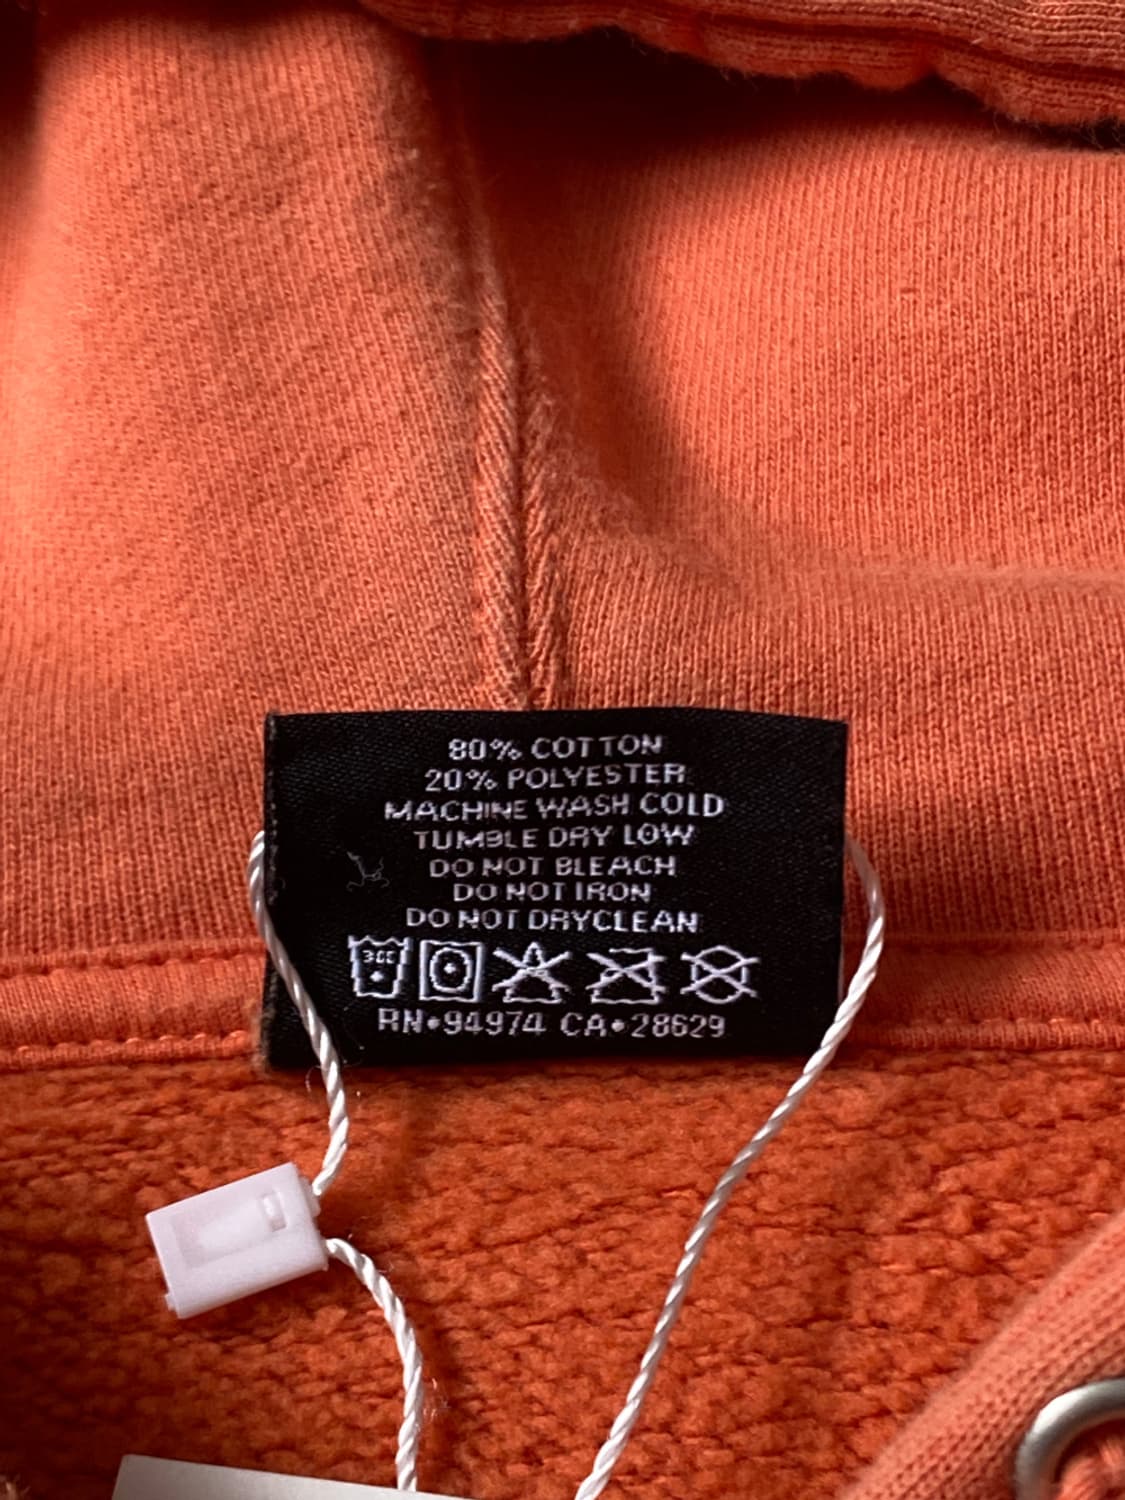 80% COTTON
20% POLYESTER
MACHINE WASH COLD
TUMBLE DRY LOW
DO NOT BLEACH
DO NOT IRON
DO NOT DRYCLEAN
RN•94974 CA•28629